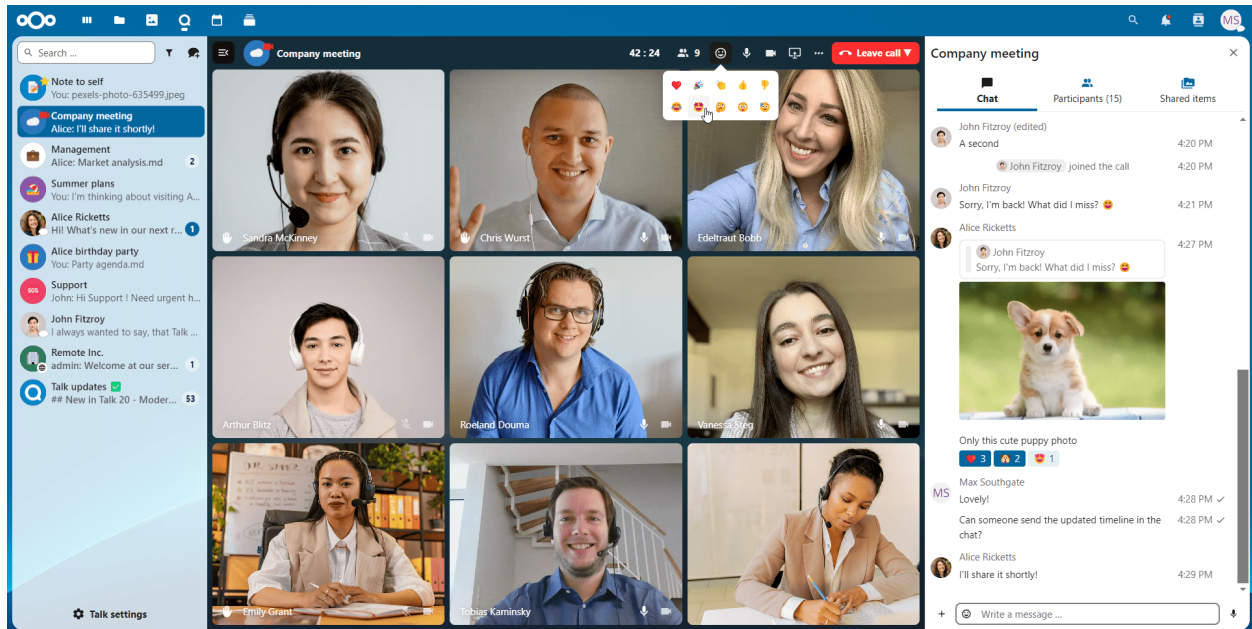 MS
Search ...
Note to self
You: pexels-photo-635499.jpeg
Company meeting
Alice: I'll share it shortly!
Management
Alice: Market analysis.md
2
Summer plans
You: I'm thinking about visiting A...
Alice Ricketts
Hi! What's new in our next r...
1
Alice birthday party
You: Party agenda.md
SOS
Support
John: Hi Support ! Need urgent h...
John Fitzroy
I always wanted to say, that Talk ...
Remote Inc.
admin: Welcome at our ser...
1
Talk updates ✅
## New in Talk 20 - Moder...
53
Talk settings
Company meeting
42 : 24
9
Leave call
Sandra McKinney
Chris Wurst
Edeltraut Bobb
Arthur Blitz
Roeland Douma
Vanessa Steg
Emily Grant
Tobias Kaminsky
Company meeting
Chat
Participants (15)
Shared items
John Fitzroy (edited)
A second
4:20 PM
John Fitzroy joined the call
4:20 PM
John Fitzroy
Sorry, I'm back! What did I miss? 😄
4:21 PM
Alice Ricketts
John Fitzroy
Sorry, I'm back! What did I miss? 😄
4:27 PM
Only this cute puppy photo
❤️ 3
🙈 2
😍 1
MS
Max Southgate
Lovely!
4:28 PM
Can someone send the updated timeline in the
chat?
4:28 PM
Alice Ricketts
I'll share it shortly!
4:29 PM
Write a message ...